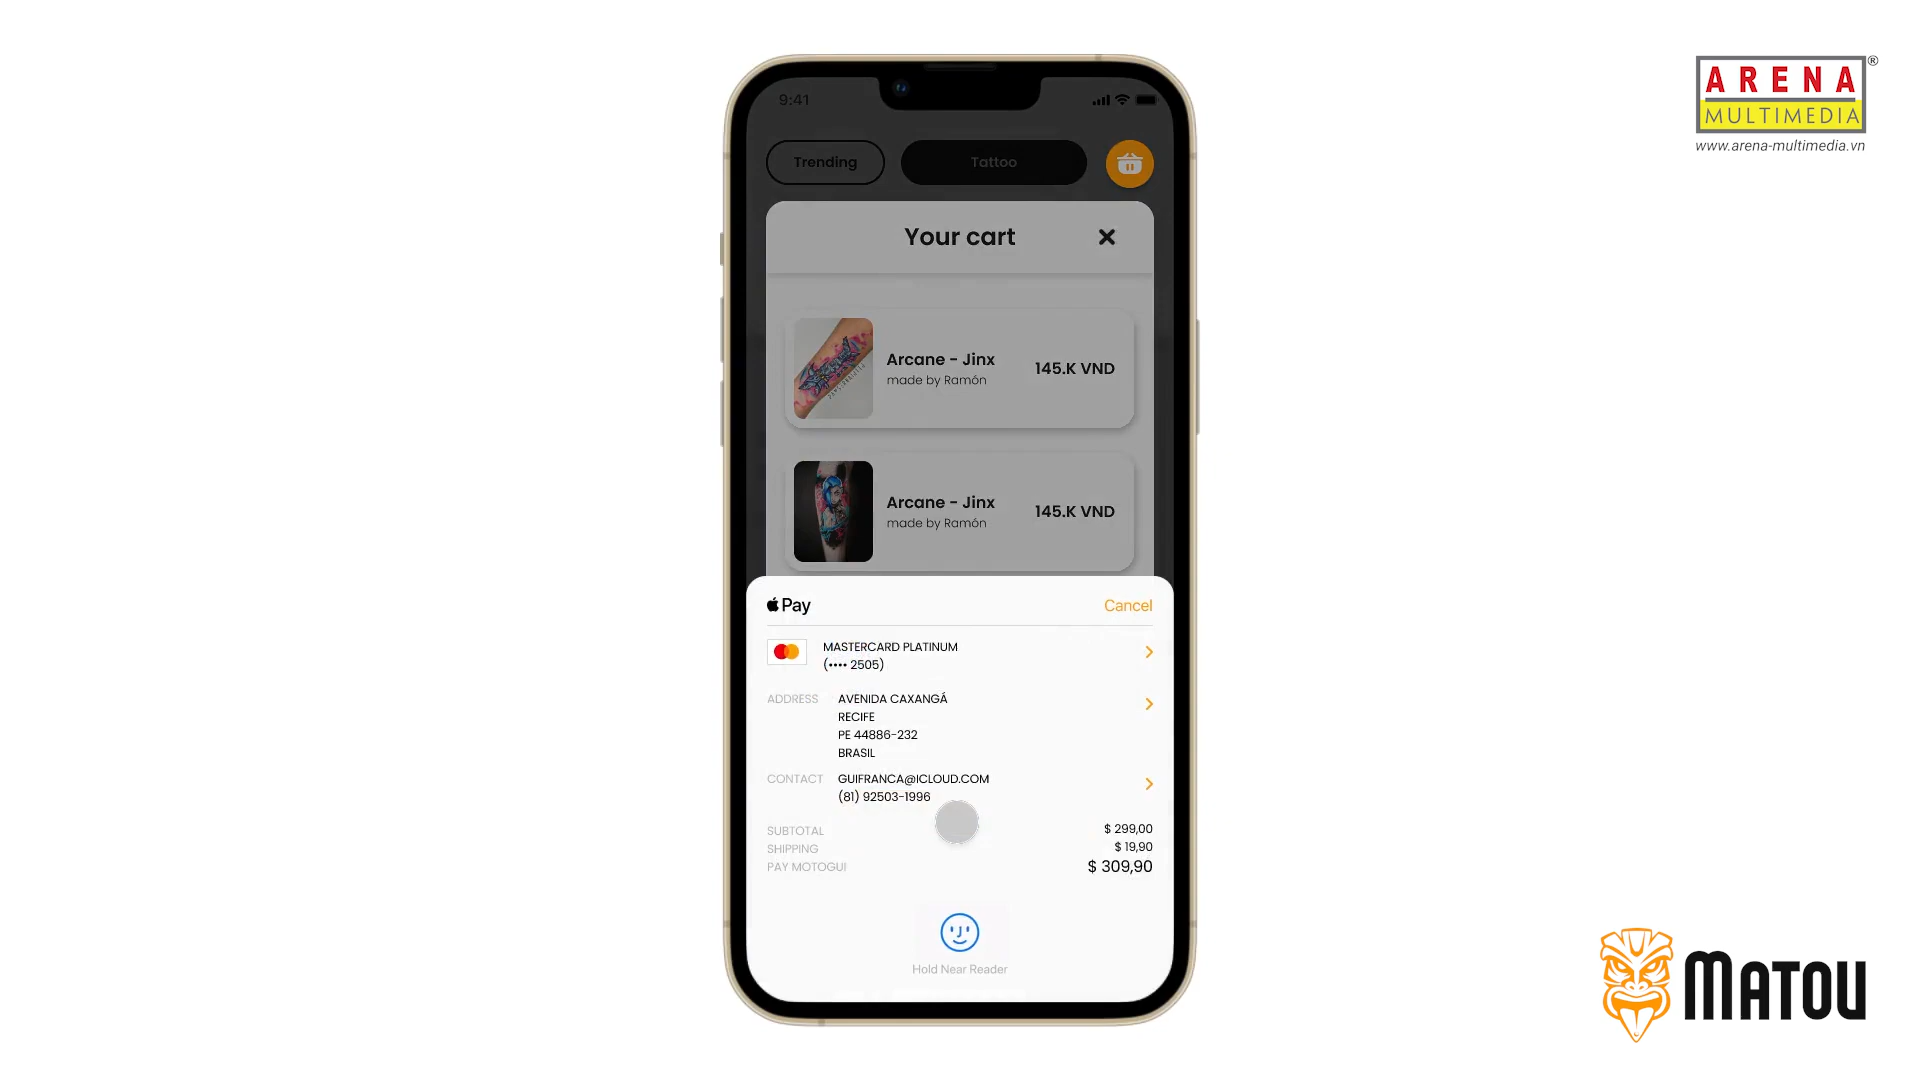 ARENA
®
MULTIMEDIA
www.arena-multimedia.vn
9:41
Trending
Tattoo
Your cart
Arcane - Jinx
made by Ramón
145.K VND
Arcane - Jinx
made by Ramón
145.K VND
Pay
Cancel
MASTERCARD PLATINUM
(•••• 2505)
ADDRESS
AVENIDA CAXANGÁ
RECIFE
PE 44886-232
BRASIL
CONTACT
GUIFRANCA@ICLOUD.COM
(81) 92503-1996
SUBTOTAL
$ 299,00
SHIPPING
$ 19,90
PAY MOTOGUI
$ 309,90
Hold Near Reader
MATOU